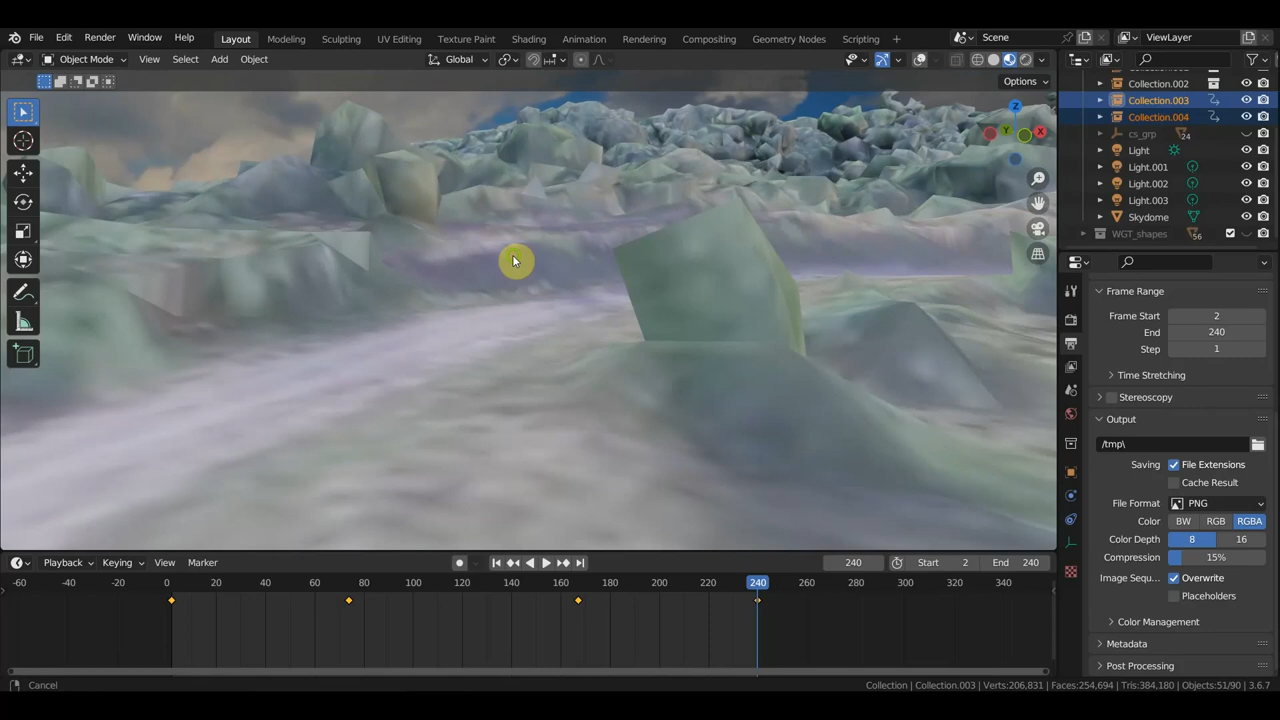 File Edit Render Window Help Layout Modeling Sculpting UV Editing Texture Paint Shading Animation Rendering Compositing Geometry Nodes Scripting + Scene ViewLayer
Object Mode View Select Add Object Global
Options
Z
Y
X
Collection.002
Collection.003
Collection.004
cs_grp 24
Light
Light.001
Light.002
Light.003
Skydome
WGT_shapes 56
Frame Range
Frame Start 2
End 240
Step 1
Time Stretching
Stereoscopy
Output
/tmp\
Saving File Extensions
Cache Result
File Format PNG
Color BW RGB RGBA
Color Depth 8 16
Compression 15%
Image Sequ... Overwrite
Placeholders
Color Management
Metadata
Post Processing
Playback Keying View Marker 240 Start 2 End 240
-60 -40 -20 0 20 40 60 80 100 120 140 160 180 200 220 240 260 280 300 320 340
Cancel Collection | Collection.003 | Verts:206,831 | Faces:254,694 | Tris:384,180 | Objects:51/90 | 3.6.7